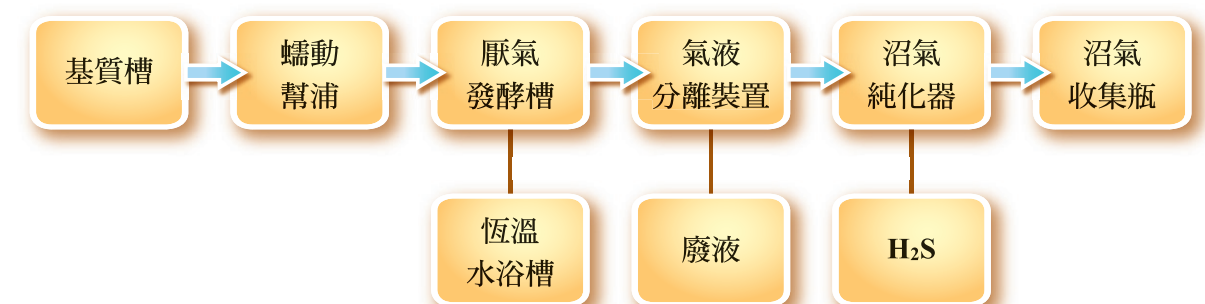 基質槽
蠕動
幫浦
厭氣
發酵槽
氣液
分離裝置
沼氣
純化器
沼氣
收集瓶
恆溫
水浴槽
廢液
H₂S